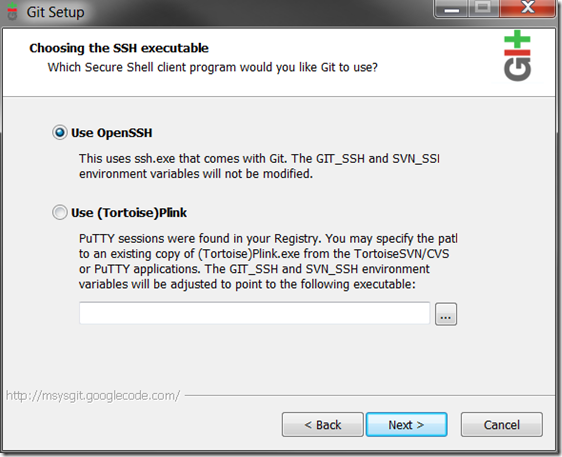 Git Setup
Choosing the SSH executable
Which Secure Shell client program would you like Git to use?
Git
Use OpenSSH
This uses ssh.exe that comes with Git. The GIT_SSH and SVN_SSI
environment variables will not be modified.
Use (Tortoise)Plink
PuTTY sessions were found in your Registry. You may specify the patl
to an existing copy of (Tortoise)Plink.exe from the TortoiseSVN/CVS
or PuTTY applications. The GIT_SSH and SVN_SSH environment
variables will be adjusted to point to the following executable:
...
http://msysgit.googlecode.com/
< Back
Next >
Cancel